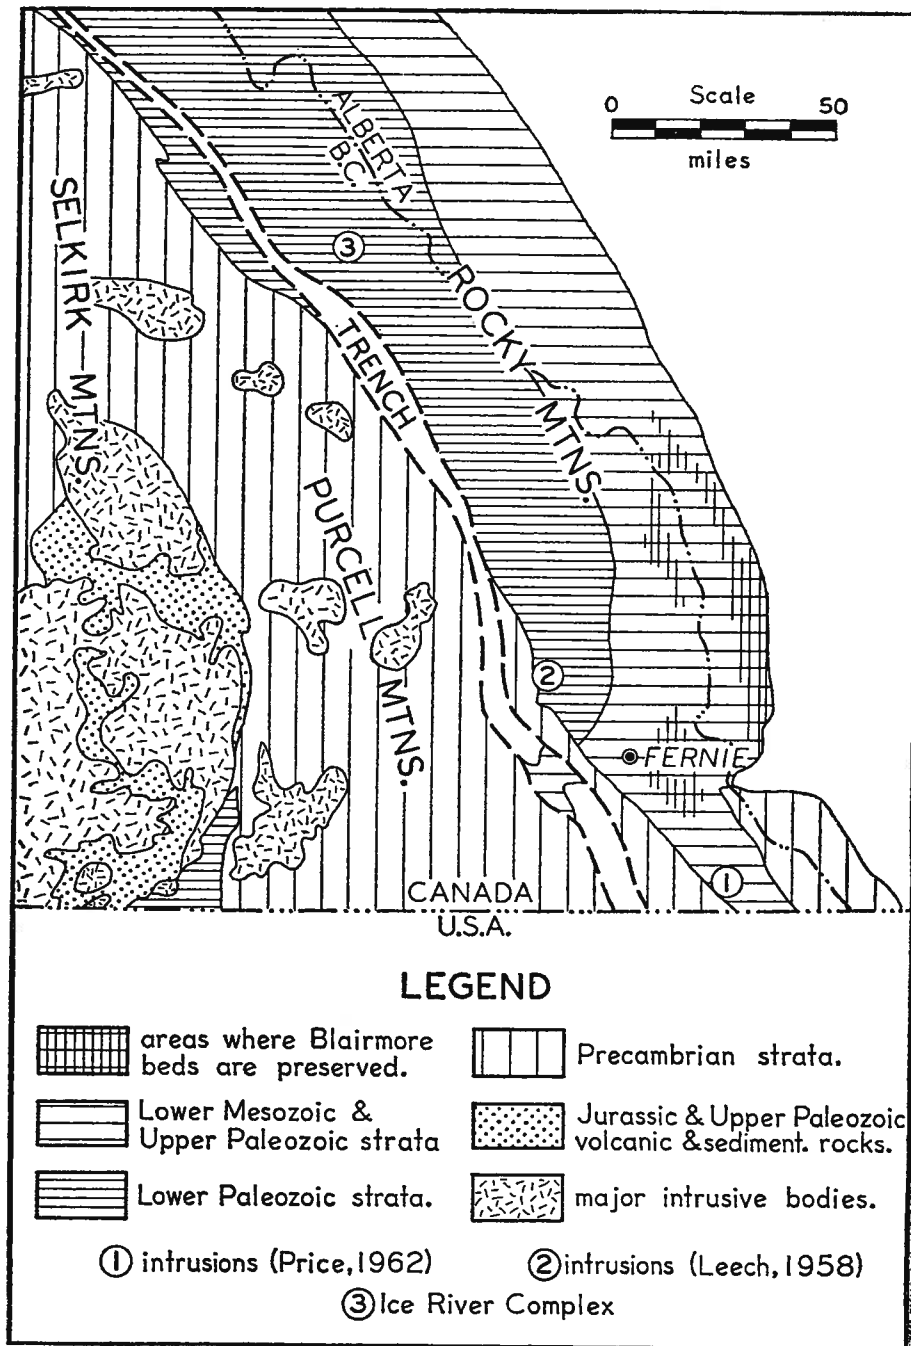 0 Scale 50
miles
ALBERTA
B.C.
SELKIRK—MTNS.
③
ROCKY MTNS.
TRENCH
PURCELL MTNS.
②
FERNIE
①
CANADA
U.S.A.
LEGEND
areas where Blairmore
beds are preserved.
Precambrian strata.
Lower Mesozoic &
Upper Paleozoic strata
Jurassic & Upper Paleozoic
volcanic & sediment. rocks.
Lower Paleozoic strata.
major intrusive bodies.
① intrusions (Price, 1962)
② intrusions (Leech, 1958)
③ Ice River Complex